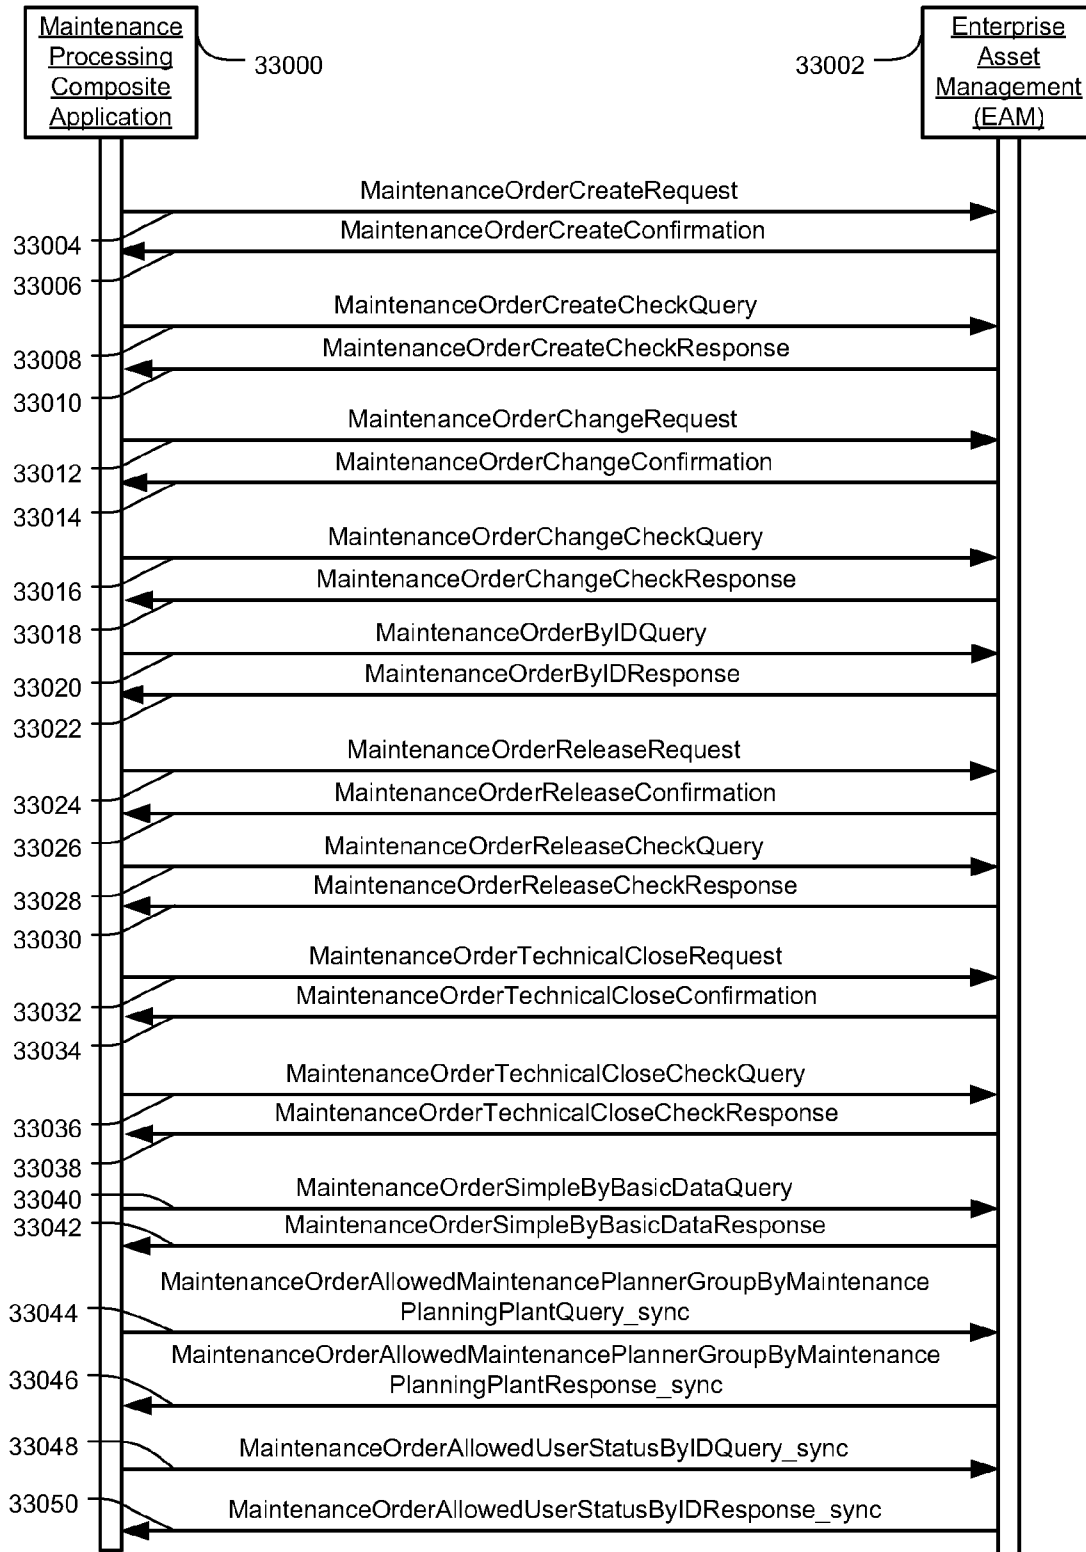 Maintenance
Processing
Composite
Application
33000
33002
Enterprise
Asset
Management
(EAM)
MaintenanceOrderCreateRequest
33004
MaintenanceOrderCreateConfirmation
33006
MaintenanceOrderCreateCheckQuery
33008
MaintenanceOrderCreateCheckResponse
33010
MaintenanceOrderChangeRequest
33012
MaintenanceOrderChangeConfirmation
33014
MaintenanceOrderChangeCheckQuery
33016
MaintenanceOrderChangeCheckResponse
33018
MaintenanceOrderByIDQuery
33020
MaintenanceOrderByIDResponse
33022
MaintenanceOrderReleaseRequest
33024
MaintenanceOrderReleaseConfirmation
33026
MaintenanceOrderReleaseCheckQuery
33028
MaintenanceOrderReleaseCheckResponse
33030
MaintenanceOrderTechnicalCloseRequest
33032
MaintenanceOrderTechnicalCloseConfirmation
33034
MaintenanceOrderTechnicalCloseCheckQuery
33036
MaintenanceOrderTechnicalCloseCheckResponse
33038
MaintenanceOrderSimpleByBasicDataQuery
33040
MaintenanceOrderSimpleByBasicDataResponse
33042
MaintenanceOrderAllowedMaintenancePlannerGroupByMaintenance
PlanningPlantQuery_sync
33044
MaintenanceOrderAllowedMaintenancePlannerGroupByMaintenance
PlanningPlantResponse_sync
33046
MaintenanceOrderAllowedUserStatusByIDQuery_sync
33048
MaintenanceOrderAllowedUserStatusByIDResponse_sync
33050